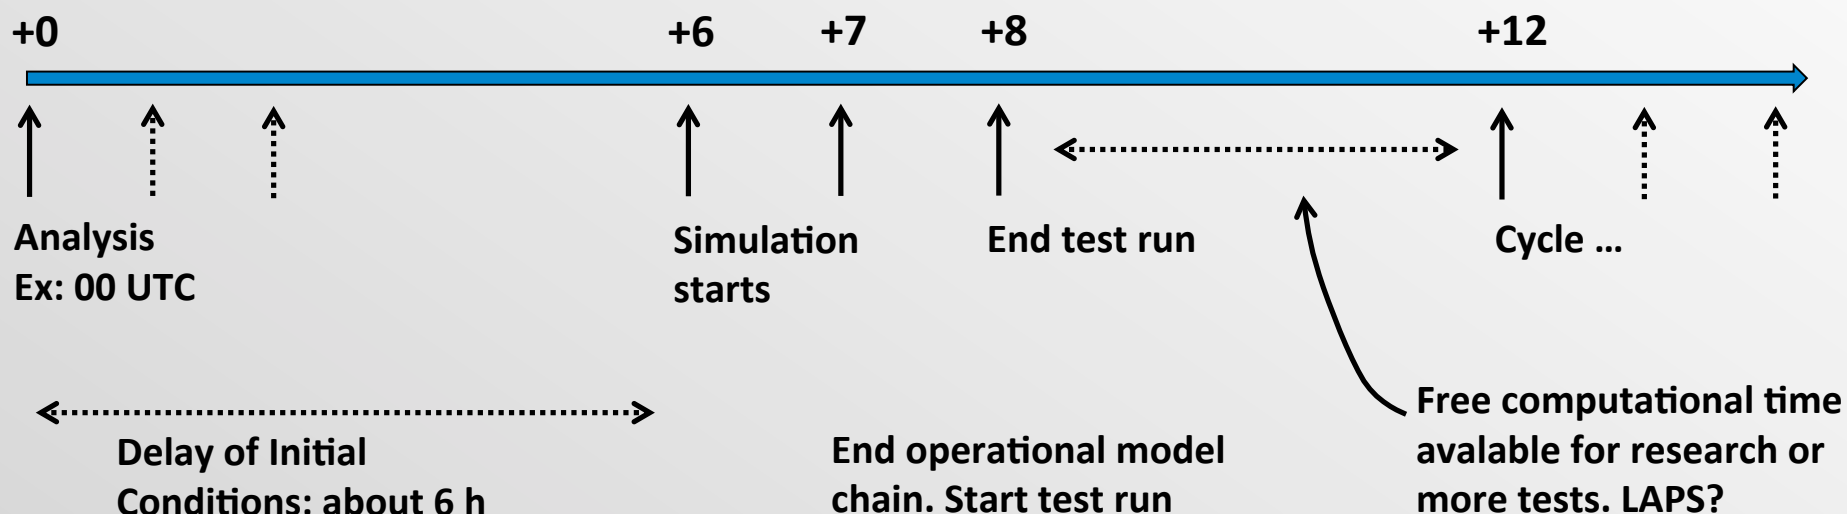 +0
+6
+7
+8
+12
Analysis
Ex: 00 UTC
Simulation
starts
End test run
Cycle ...
Delay of Initial
Conditions: about 6 h
End operational model
chain. Start test run
Free computational time
avalable for research or
more tests. LAPS?